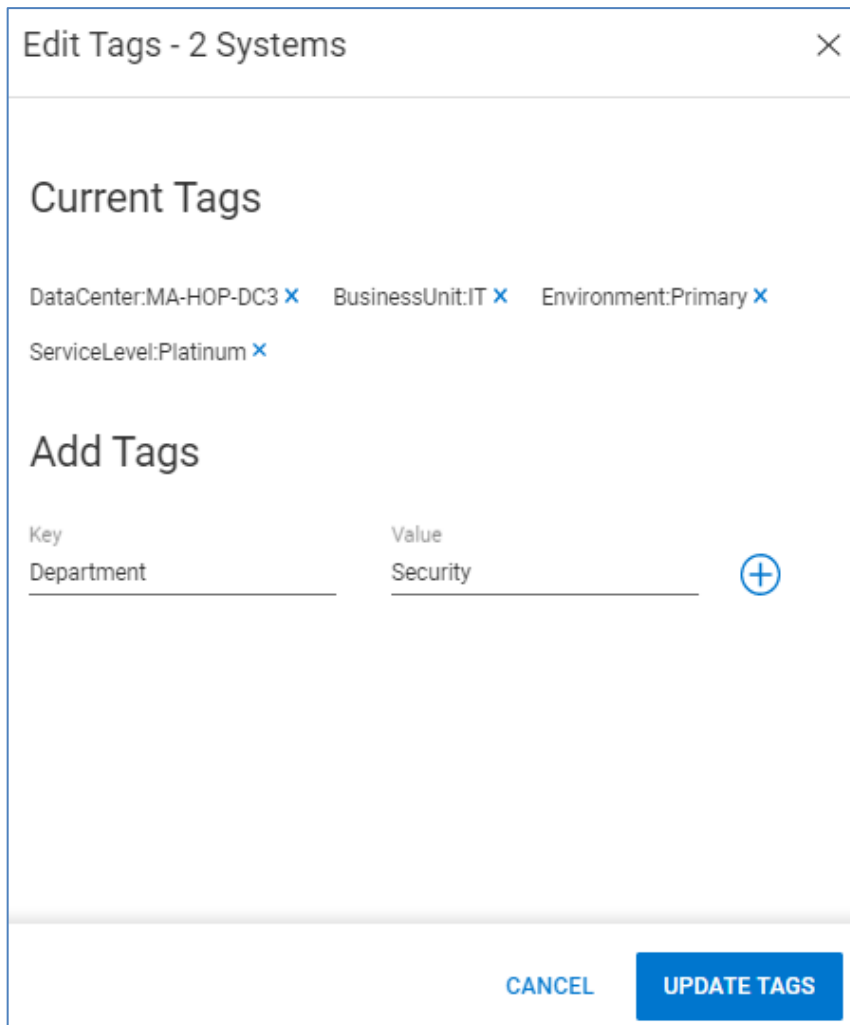 Edit Tags - 2 Systems
Current Tags
DataCenter:MA-HOP-DC3 BusinessUnit:IT Environment:Primary
ServiceLevel:Platinum
Add Tags
Key Value
Department Security
CANCEL UPDATE TAGS